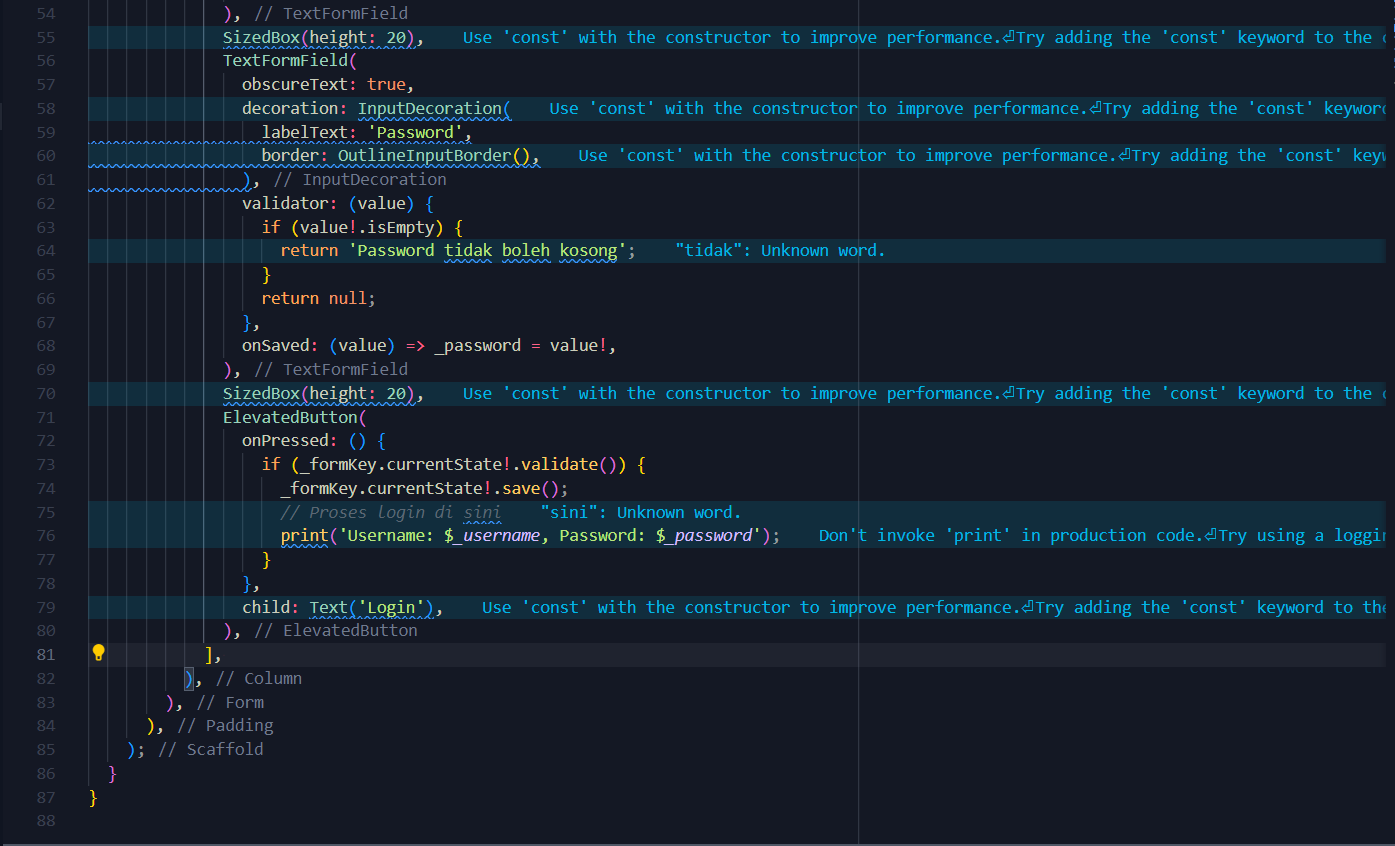 54 ), // TextFormField
55 SizedBox(height: 20), Use 'const' with the constructor to improve performance.⏎Try adding the 'const' keyword to the
56 TextFormField(
57 obscureText: true,
58 decoration: InputDecoration( Use 'const' with the constructor to improve performance.⏎Try adding the 'const' keyword
59 labelText: 'Password',
60 border: OutlineInputBorder(), Use 'const' with the constructor to improve performance.⏎Try adding the 'const'
61 ), // InputDecoration
62 validator: (value) {
63 if (value!.isEmpty) {
64 return 'Password tidak boleh kosong'; "tidak": Unknown word.
65 }
66 return null;
67 },
68 onSaved: (value) => _password = value!,
69 ), // TextFormField
70 SizedBox(height: 20), Use 'const' with the constructor to improve performance.⏎Try adding the 'const' keyword to the
71 ElevatedButton(
72 onPressed: () {
73 if (_formKey.currentState!.validate()) {
74 _formKey.currentState!.save();
75 // Proses login di sini "sini": Unknown word.
76 print('Username: $_username, Password: $_password'); Don't invoke 'print' in production code.⏎Try using a
77 }
78 },
79 child: Text('Login'), Use 'const' with the constructor to improve performance.⏎Try adding the 'const' keyword to the
80 ), // ElevatedButton
81 ],
82 ), // Column
83 ), // Form
84 ), // Padding
85 ); // Scaffold
86 }
87 }
88